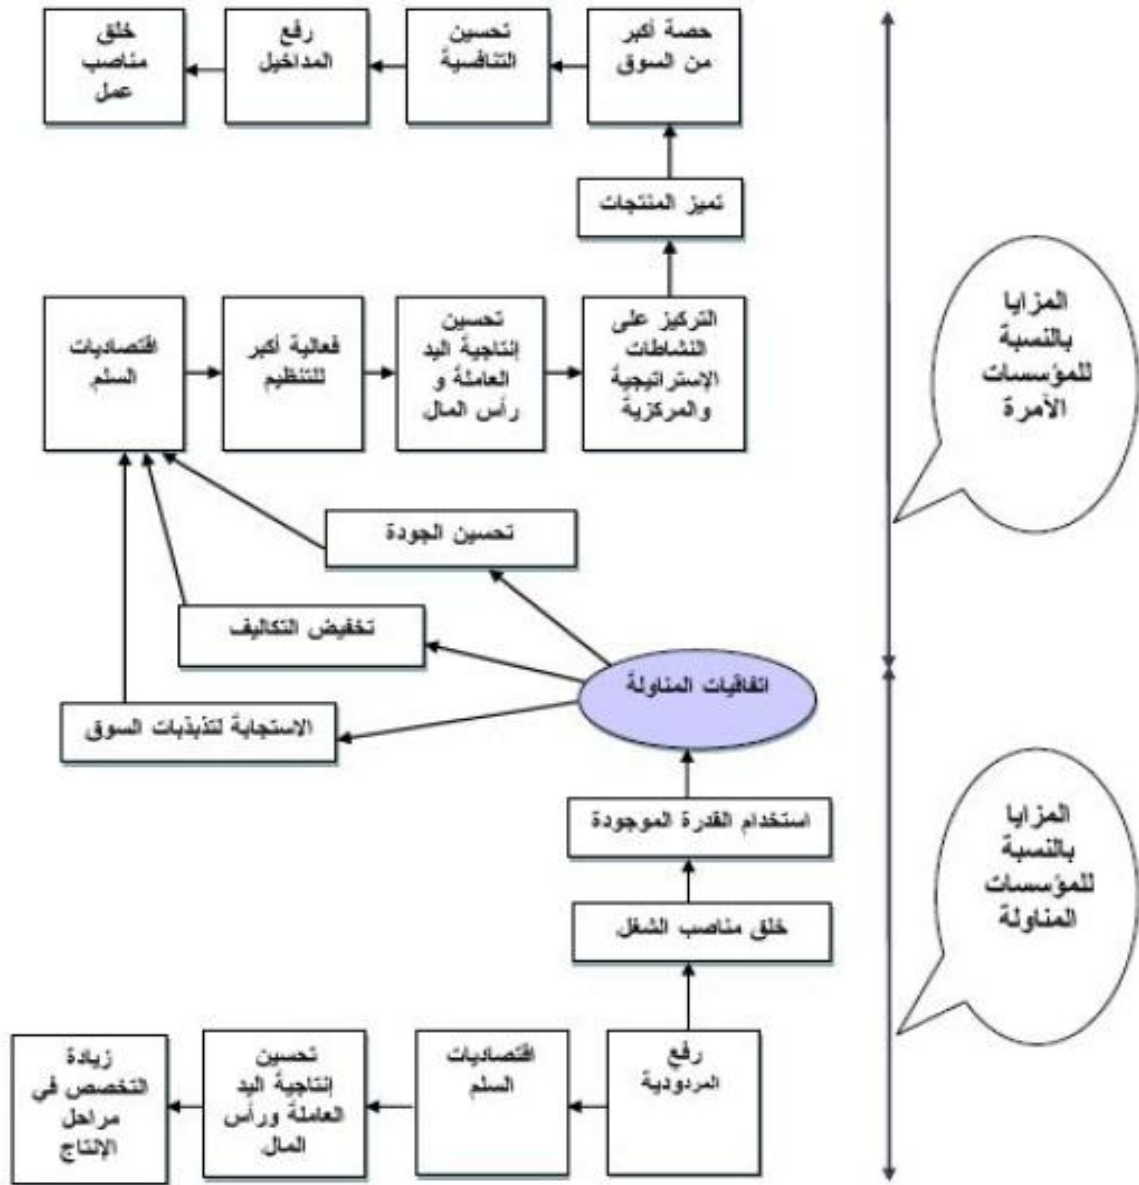 حصة أكبر
من السوق
تحسين
التنافسية
رفع
المداخيل
خلق
مناصب
عمل
تميز المنتجات
المزايا
بالنسبة
للمؤسسات
الآمرة
التركيز على
النشاطات
الإستراتيجية
والمركزية
تحسين
إنتاجية اليد
العاملة و
رأس المال
فعالية أكبر
للتنظيم
اقتصاديات
السلم
تحسين الجودة
تخفيض التكاليف
اتفاقيات المناولة
الاستجابة لتذبذبات السوق
المزايا
بالنسبة
للمؤسسات
المناولة
استخدام القدرة الموجودة
خلق مناصب الشغل
رفع
المردودية
اقتصاديات
السلم
تحسين
إنتاجية اليد
العاملة ورأس
المال
زيادة
التخصص في
مراحل
الإنتاج